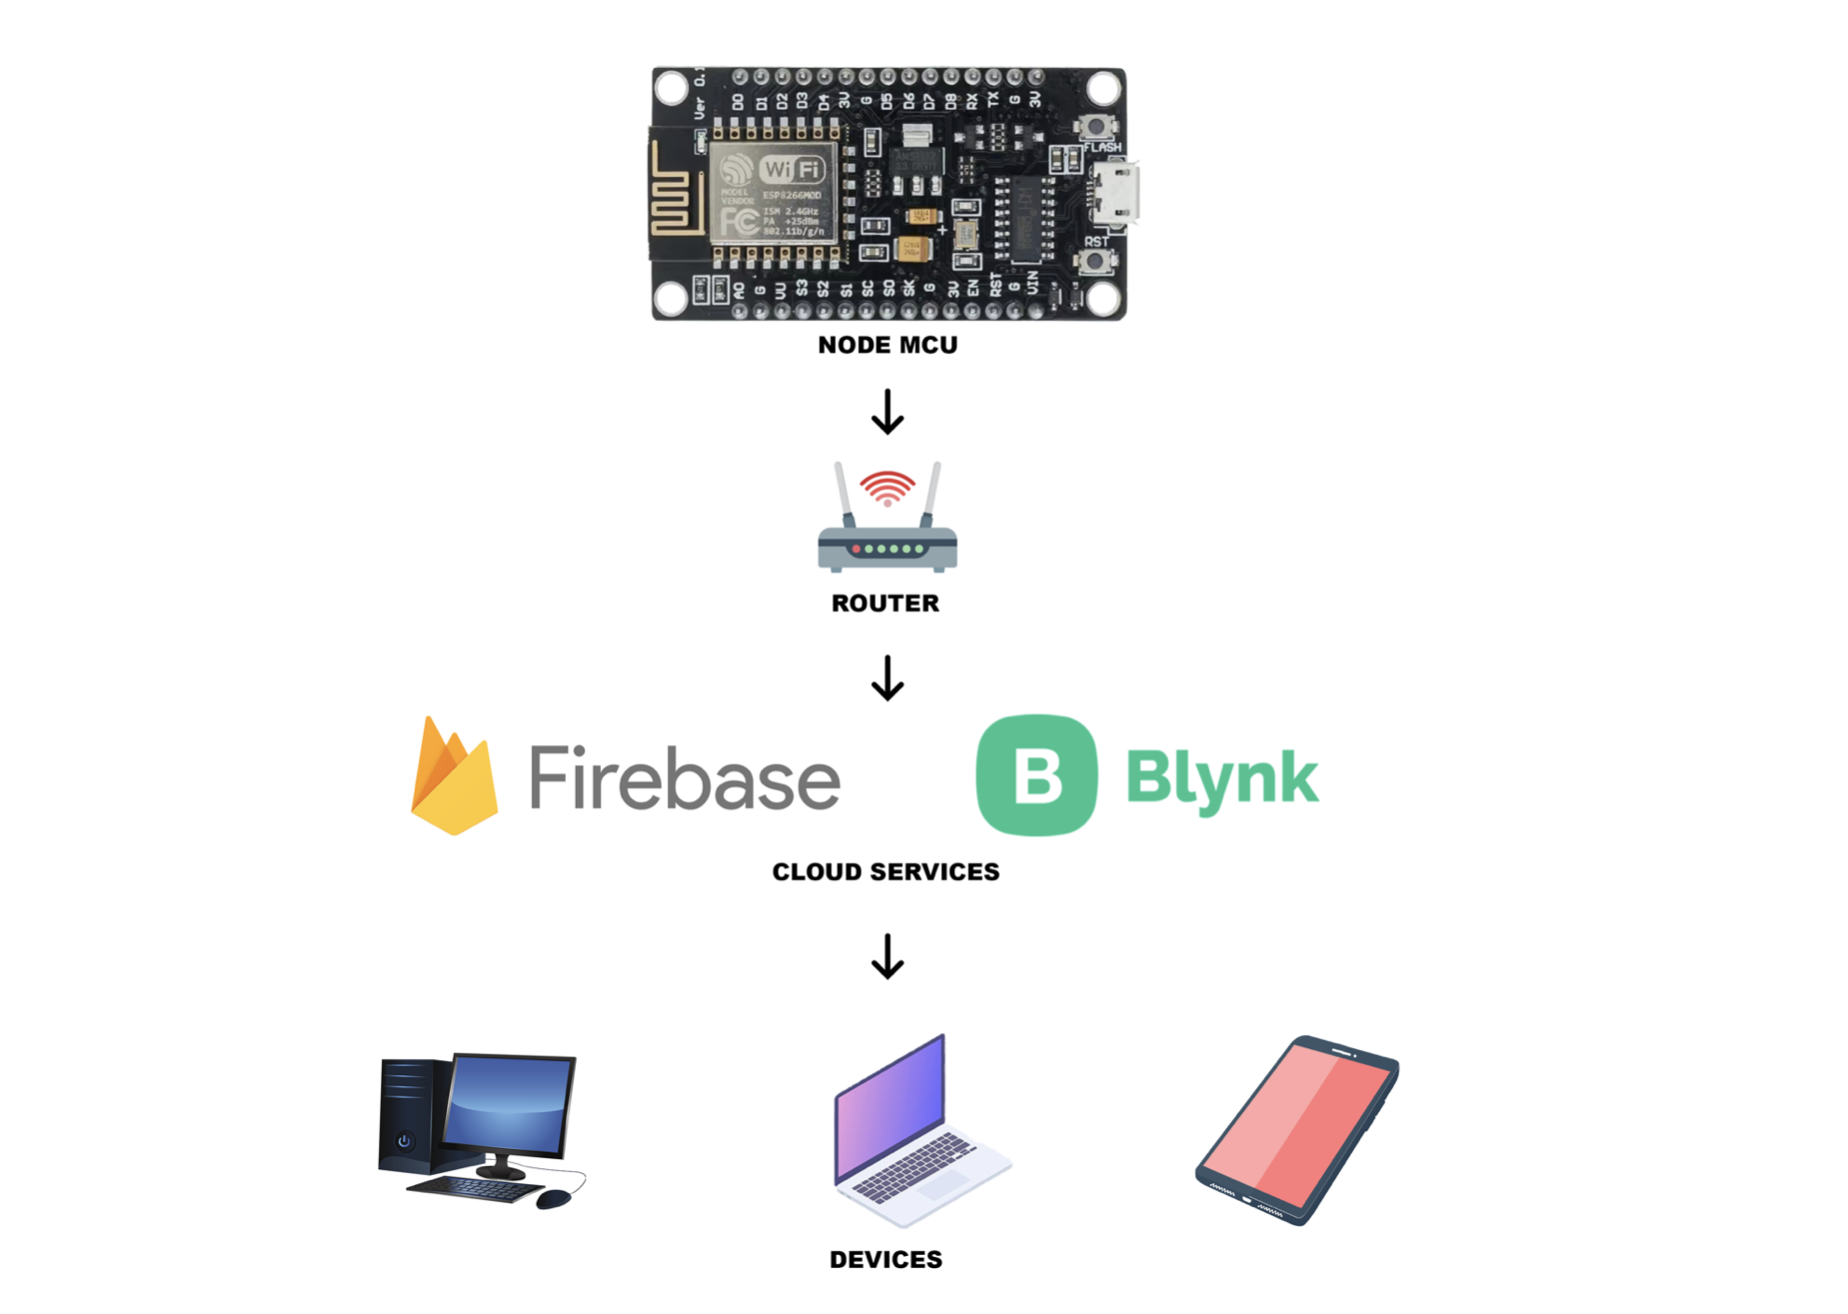 Ver 0.1
D0 D1 D2 D3 D4 3V G D5 D6 D7 D8 RX TX G 3V
FLASH
WiFi
MODEL
VENDOR
ESP8266MOD
FC
ISM 2.4GHz
PA +25dBm
802.11b/g/n
RST
A0 G VU S3 S2 S1 SC S0 SK G 3V EN RST G VIN
NODE MCU
ROUTER
Firebase
B Blynk
CLOUD SERVICES
DEVICES